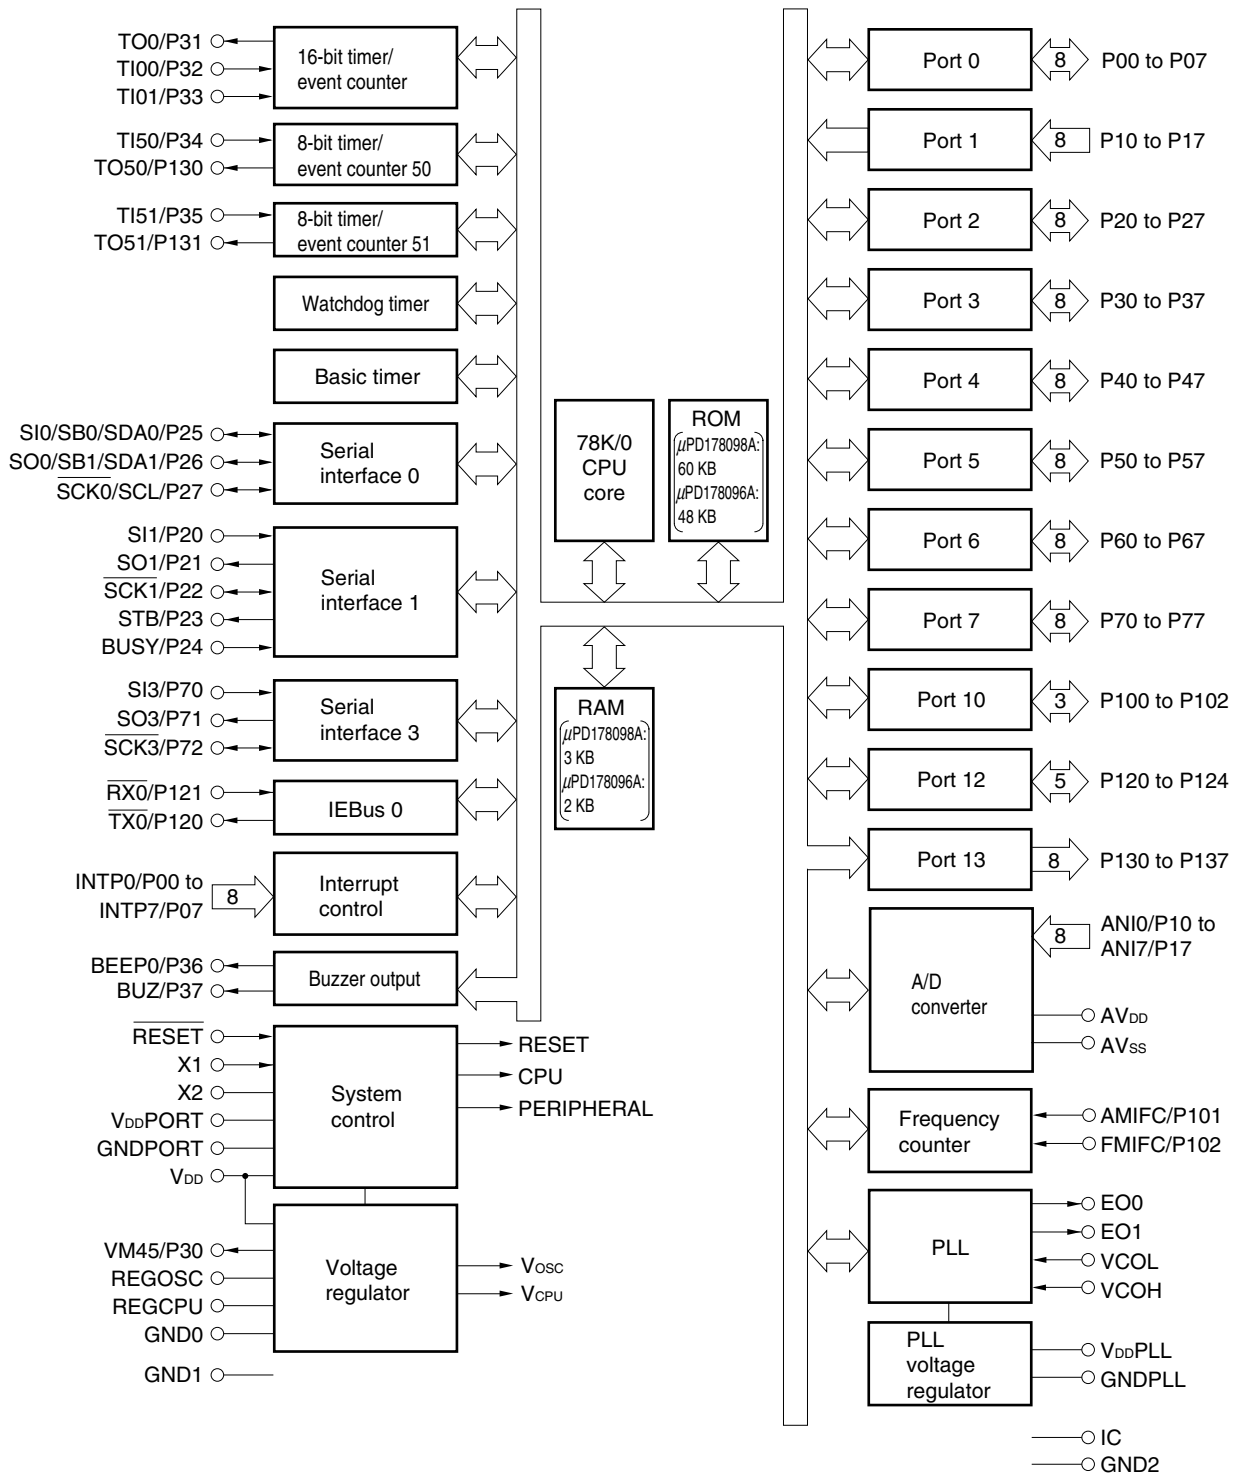 TO0/P31
TI00/P32
TI01/P33
16-bit timer/
event counter
TI50/P34
TO50/P130
8-bit timer/
event counter 50
TI51/P35
TO51/P131
8-bit timer/
event counter 51
Watchdog timer
Basic timer
SI0/SB0/SDA0/P25
SO0/SB1/SDA1/P26
SCK0/SCL/P27
Serial
interface 0
SI1/P20
SO1/P21
SCK1/P22
STB/P23
BUSY/P24
Serial
interface 1
SI3/P70
SO3/P71
SCK3/P72
Serial
interface 3
RX0/P121
TX0/P120
IEBus 0
INTP0/P00 to
INTP7/P07
8
Interrupt
control
BEEP0/P36
BUZ/P37
Buzzer output
RESET
X1
X2
VDDPORT
GNDPORT
VDD
System
control
RESET
CPU
PERIPHERAL
VM45/P30
REGOSC
REGCPU
GND0
GND1
Voltage
regulator
VOSC
VCPU
78K/0
CPU
core
ROM
µPD178098A:
60 KB
µPD178096A:
48 KB
RAM
µPD178098A:
3 KB
µPD178096A:
2 KB
Port 0
8
P00 to P07
Port 1
8
P10 to P17
Port 2
8
P20 to P27
Port 3
8
P30 to P37
Port 4
8
P40 to P47
Port 5
8
P50 to P57
Port 6
8
P60 to P67
Port 7
8
P70 to P77
Port 10
3
P100 to P102
Port 12
5
P120 to P124
Port 13
8
P130 to P137
A/D
converter
8
ANI0/P10 to
ANI7/P17
AVDD
AVSS
Frequency
counter
AMIFC/P101
FMIFC/P102
PLL
EO0
EO1
VCOL
VCOH
PLL
voltage
regulator
VDDPLL
GNDPLL
IC
GND2